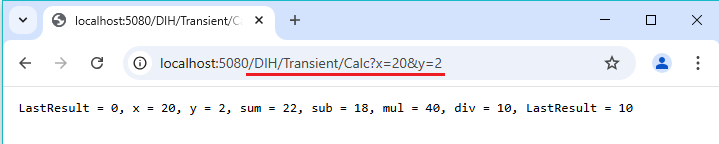 localhost:5080/DIH/Transient/Ca
localhost:5080/DIH/Transient/Calc?x=20&y=2
LastResult = 0, x = 20, y = 2, sum = 22, sub = 18, mul = 40, div = 10, LastResult = 10